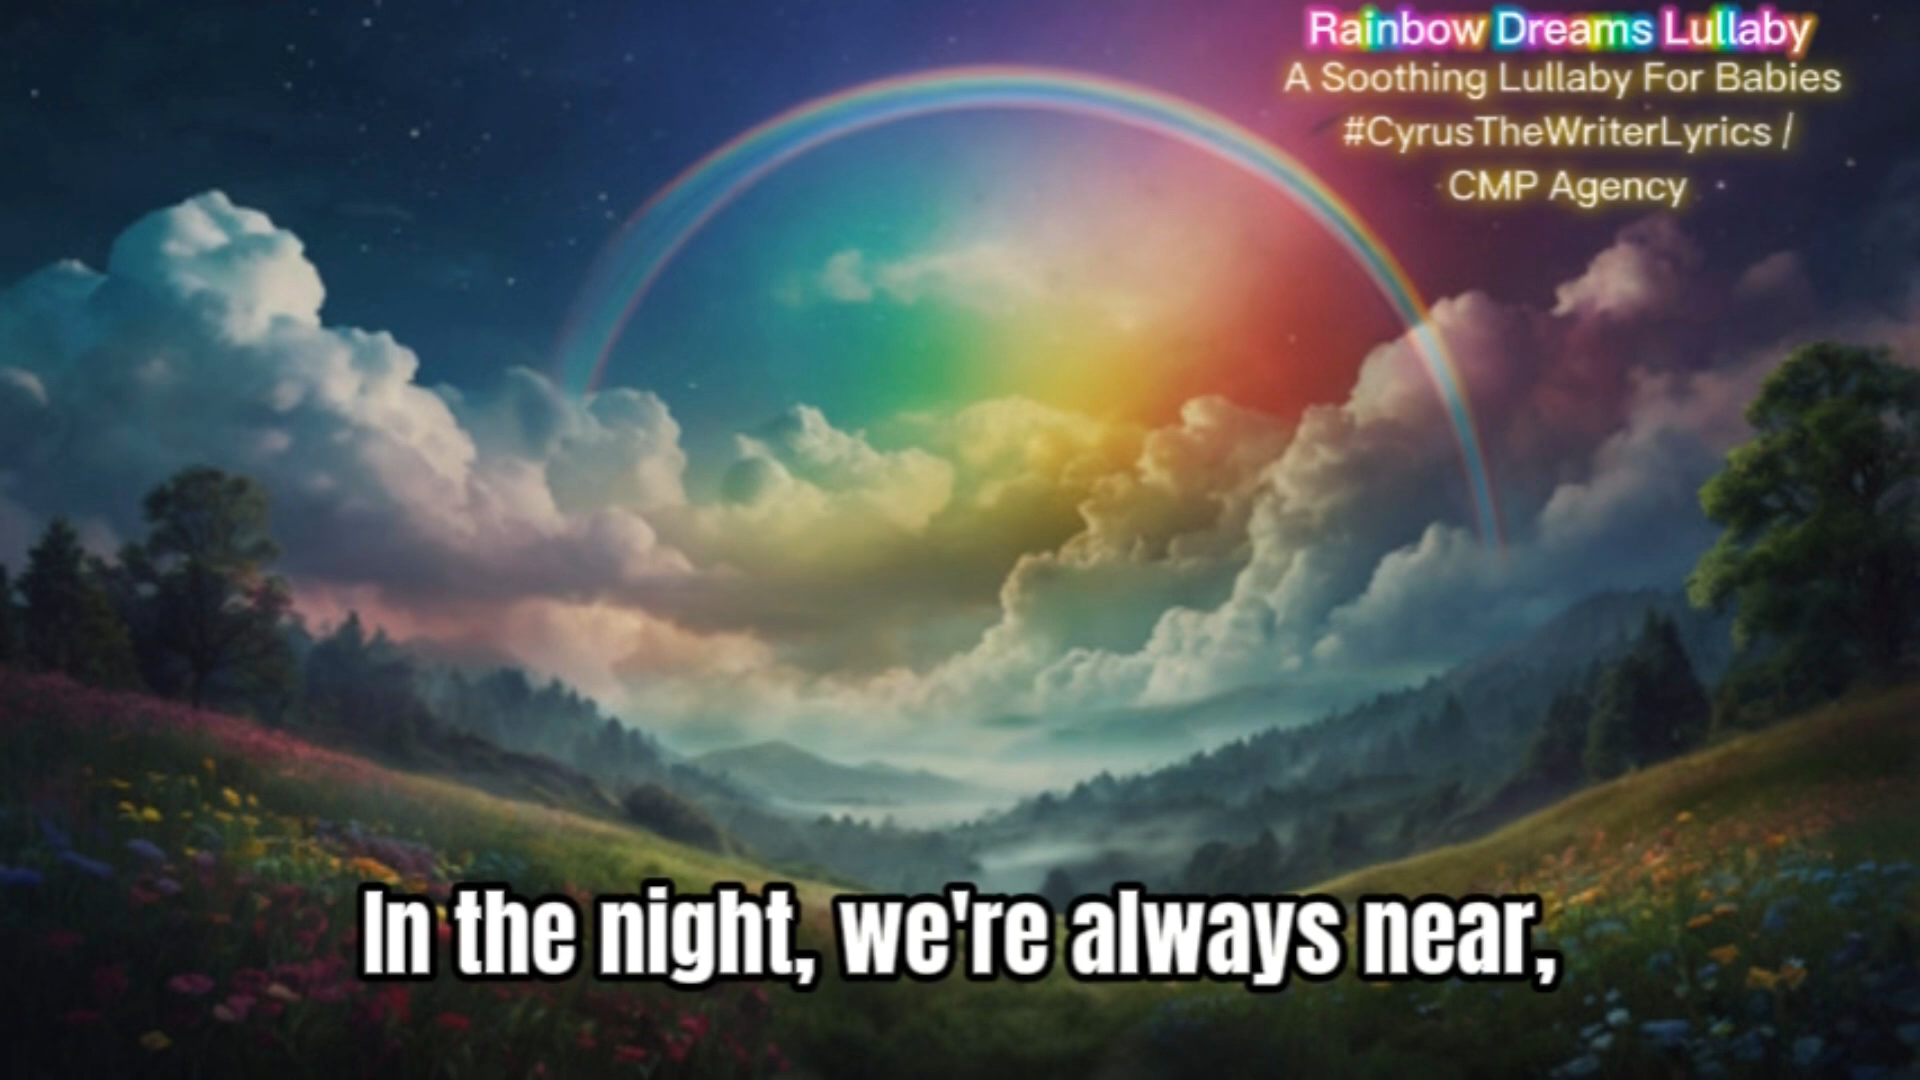 Rainbow Dreams Lullaby
A Soothing Lullaby For Babies
#CyrusTheWriterLyrics /
CMP Agency
In the night, we're always near,